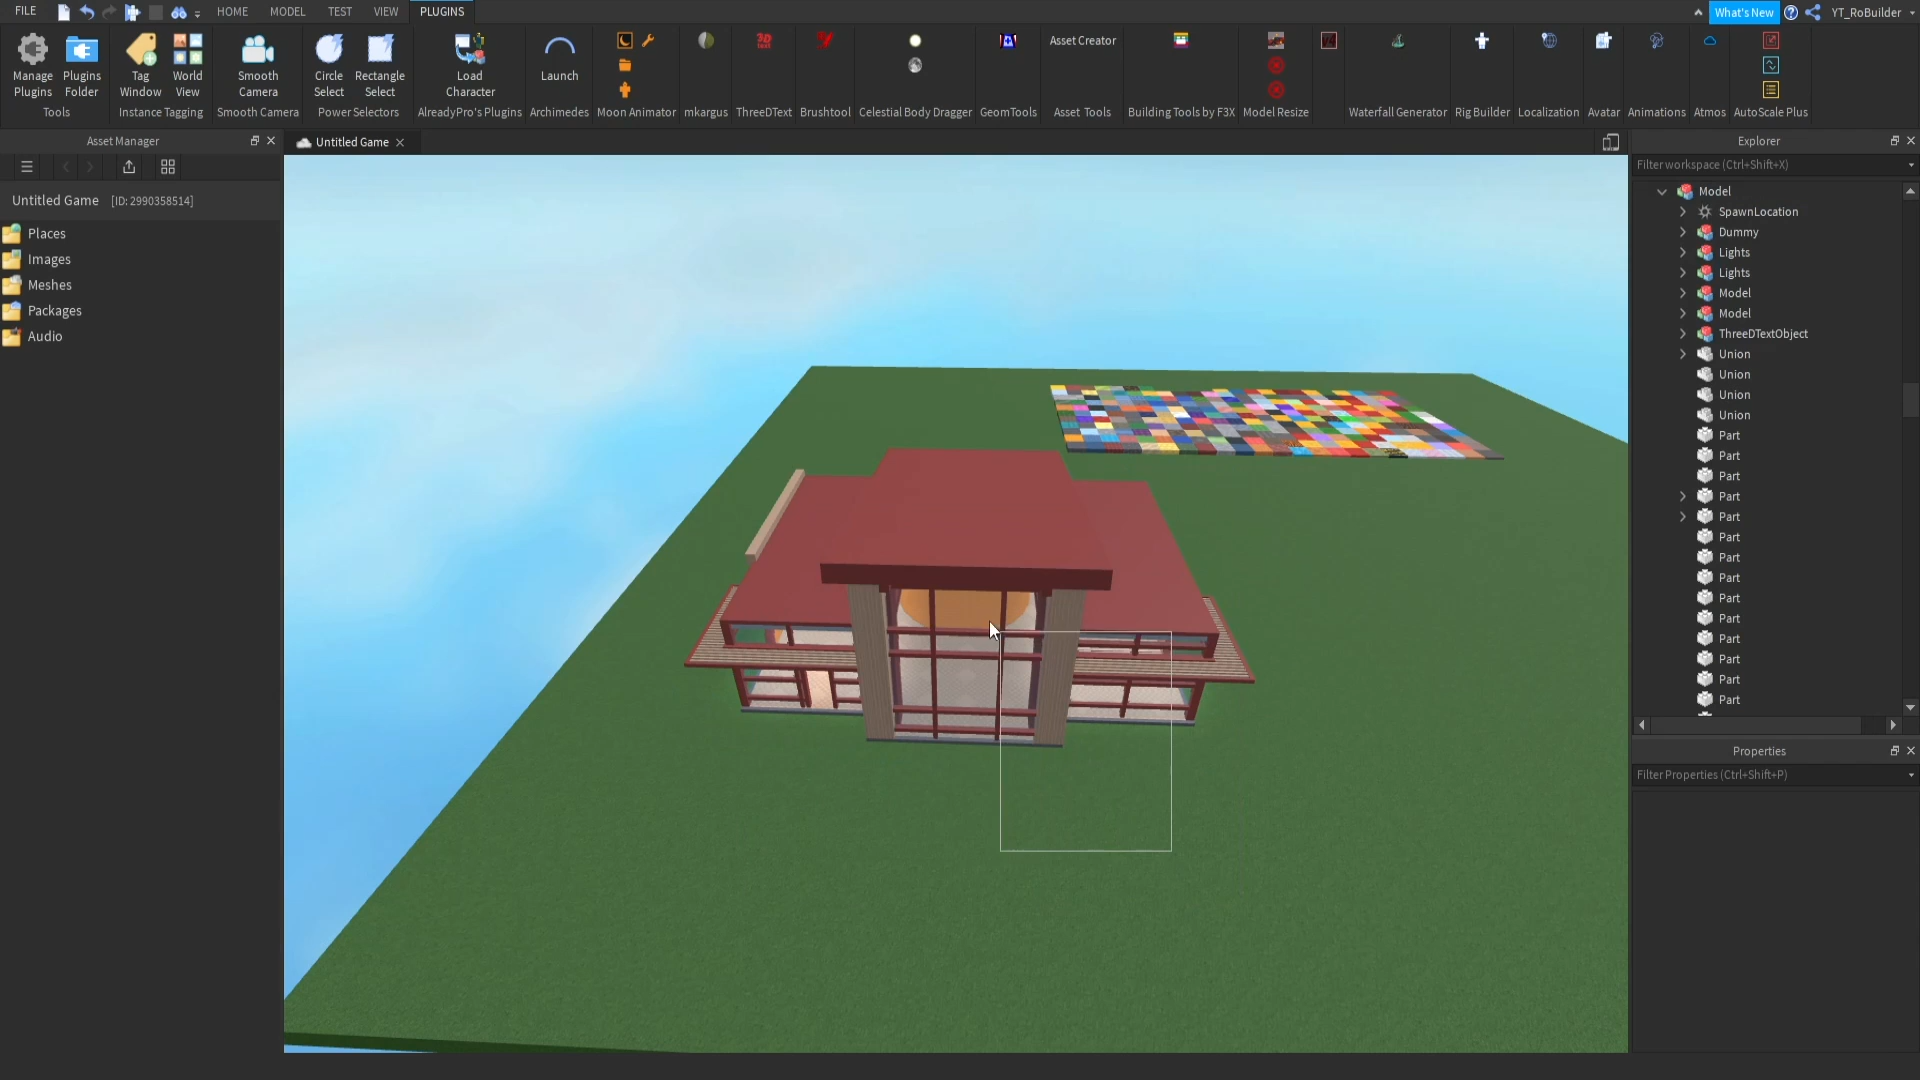 FILE HOME MODEL TEST VIEW PLUGINS What's New YT_RoBuilder
Manage Plugins
Plugins Folder
Tag Window
World View
Smooth Camera
Circle Select
Rectangle Select
Load Character
Launch
3D TEXT
Asset Creator
Tools Instance Tagging Smooth Camera Power Selectors AlreadyPro's Plugins Archimedes Moon Animator mkargus ThreeDText Brushtool Celestial Body Dragger GeomTools Asset Tools Building Tools by F3X Model Resize Waterfall Generator Rig Builder Localization Avatar Animations Atmos AutoScale Plus
Asset Manager
Untitled Game [ID: 2990358514]
Places
Images
Meshes
Packages
Audio
Untitled Game
Explorer
Filter workspace (Ctrl+Shift+X)
Model
SpawnLocation
Dummy
Lights
Lights
Model
Model
ThreeDTextObject
Union
Union
Union
Union
Part
Part
Part
Part
Part
Part
Part
Part
Part
Part
Part
Part
Part
Part
Properties
Filter Properties (Ctrl+Shift+P)